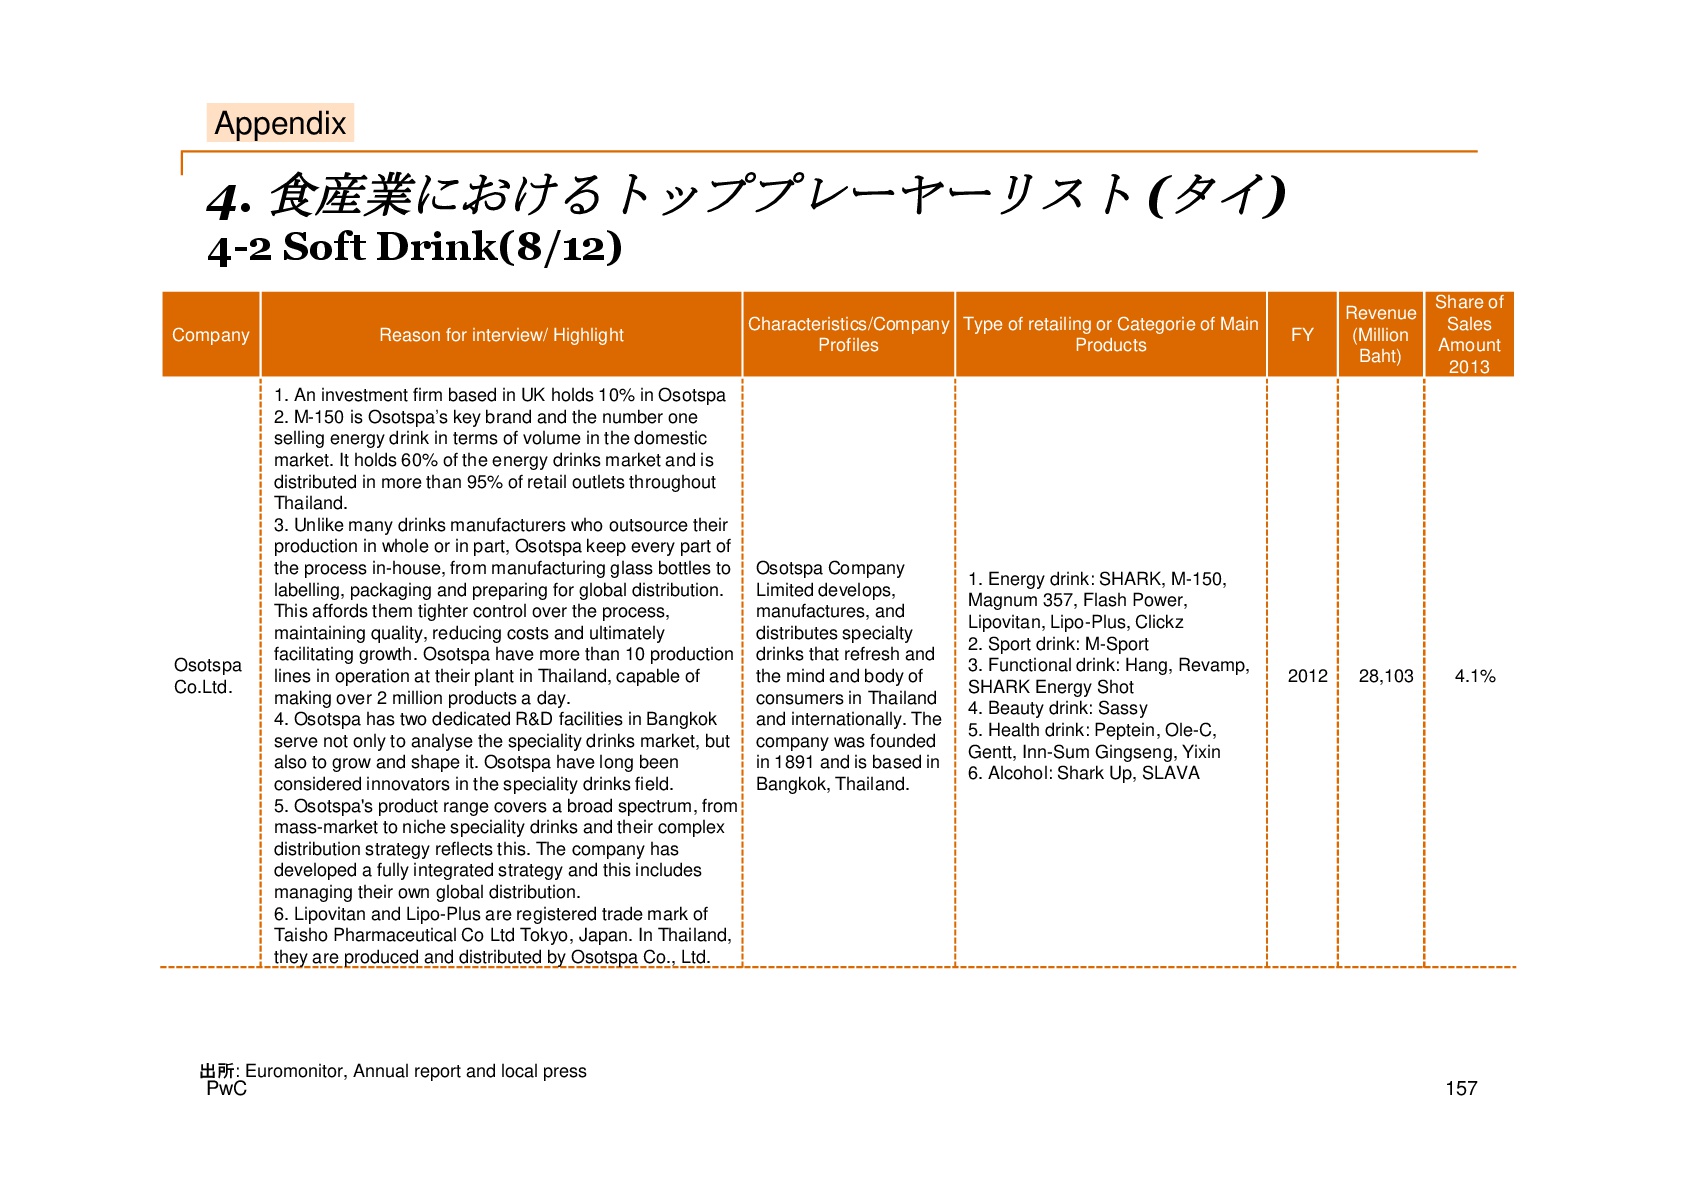 Appendix
4. 食産業におけるトッププレーヤーリスト(タイ)
4-2 Soft Drink(8/12)
Company
Reason for interview/ Highlight
Characteristics/Company
Profiles
Type of retailing or Categorie of Main
Products
FY
Revenue
(Million
Baht)
Share of
Sales
Amount
2013
Osotspa
Co.Ltd.
1. An investment firm based in UK holds 10% in Osotspa
2. M-150 is Osotspa’s key brand and the number one
selling energy drink in terms of volume in the domestic
market. It holds 60% of the energy drinks market and is
distributed in more than 95% of retail outlets throughout
Thailand.
3. Unlike many drinks manufacturers who outsource their
production in whole or in part, Osotspa keep every part of
the process in-house, from manufacturing glass bottles to
labelling, packaging and preparing for global distribution.
This affords them tighter control over the process,
maintaining quality, reducing costs and ultimately
facilitating growth. Osotspa have more than 10 production
lines in operation at their plant in Thailand, capable of
making over 2 million products a day.
4. Osotspa has two dedicated R&D facilities in Bangkok
serve not only to analyse the speciality drinks market, but
also to grow and shape it. Osotspa have long been
considered innovators in the speciality drinks field.
5. Osotspa's product range covers a broad spectrum, from
mass-market to niche speciality drinks and their complex
distribution strategy reflects this. The company has
developed a fully integrated strategy and this includes
managing their own global distribution.
6. Lipovitan and Lipo-Plus are registered trade mark of
Taisho Pharmaceutical Co Ltd Tokyo, Japan. In Thailand,
they are produced and distributed by Osotspa Co., Ltd.
Osotspa Company
Limited develops,
manufactures, and
distributes specialty
drinks that refresh and
the mind and body of
consumers in Thailand
and internationally. The
company was founded
in 1891 and is based in
Bangkok, Thailand.
1. Energy drink: SHARK, M-150,
Magnum 357, Flash Power,
Lipovitan, Lipo-Plus, Clickz
2. Sport drink: M-Sport
3. Functional drink: Hang, Revamp,
SHARK Energy Shot
4. Beauty drink: Sassy
5. Health drink: Peptein, Ole-C,
Gentt, Inn-Sum Gingseng, Yixin
6. Alcohol: Shark Up, SLAVA
2012
28,103
4.1%
出所: Euromonitor, Annual report and local press
PwC
157